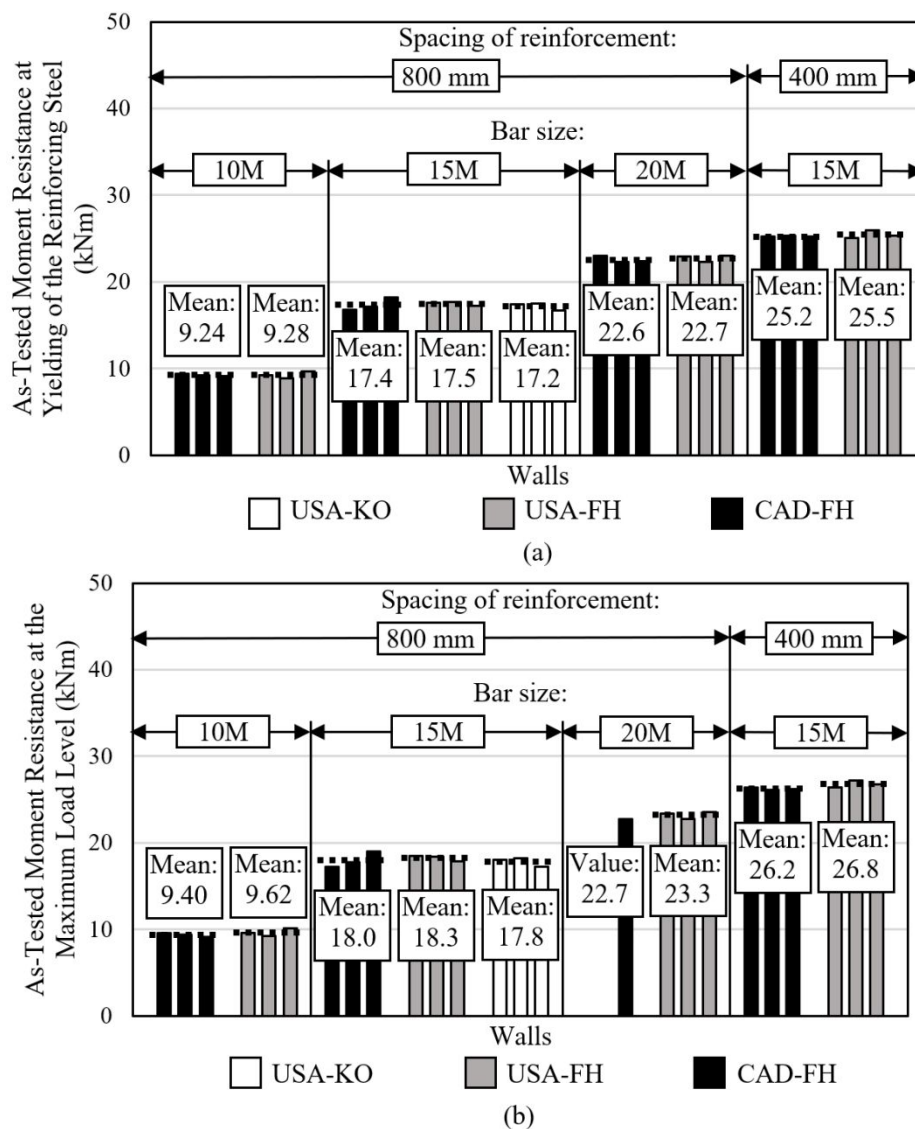 (a)
As-Tested Moment Resistance at
Yielding of the Reinforcing Steel
(kNm)
50
40
30
20
10
0
Spacing of reinforcement:
800 mm
400 mm
Bar size:
10M
15M
20M
15M
Mean:
9.24
Mean:
9.28
Mean:
17.4
Mean:
17.5
Mean:
17.2
Mean:
22.6
Mean:
22.7
Mean:
25.2
Mean:
25.5
Walls
USA-KO
USA-FH
CAD-FH
(a)
As-Tested Moment Resistance at the
Maximum Load Level (kNm)
50
40
30
20
10
0
Spacing of reinforcement:
800 mm
400 mm
Bar size:
10M
15M
20M
15M
Mean:
9.40
Mean:
9.62
Mean:
18.0
Mean:
18.3
Mean:
17.8
Value:
22.7
Mean:
23.3
Mean:
26.2
Mean:
26.8
Walls
USA-KO
USA-FH
CAD-FH
(b)